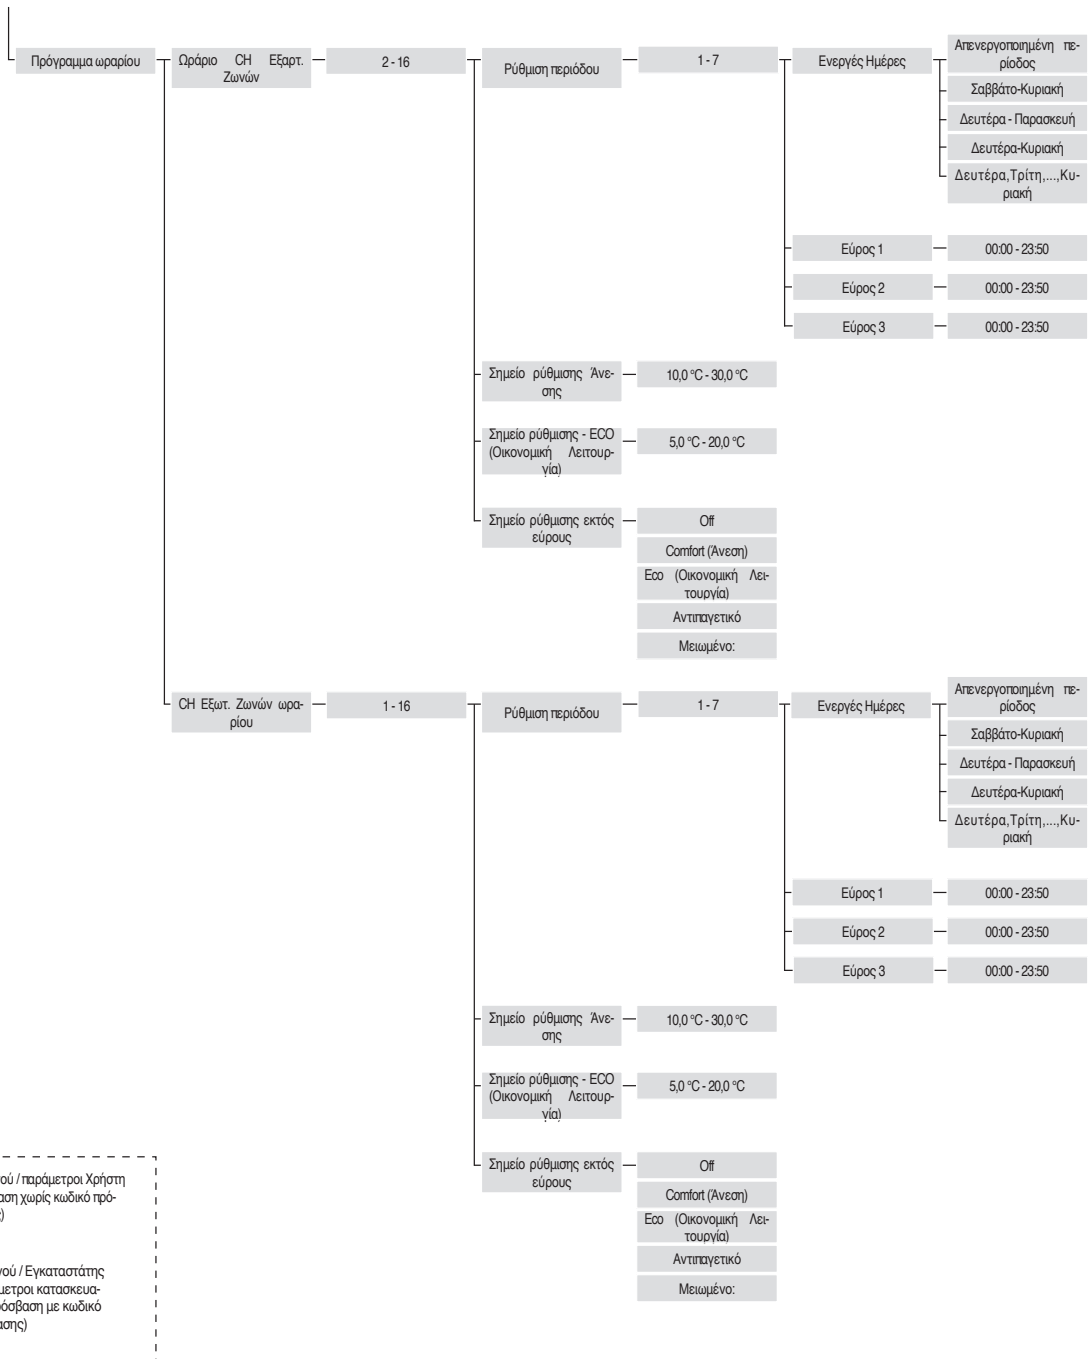 Πρόγραμμα ωραρίου
Ωράριο CH Εξαρτ.
Ζωνών
2 - 16
Ρύθμιση περιόδου
1 - 7
Ενεργές Ημέρες
Απενεργοποιημένη πε-
ρίοδος
Σαββάτο-Κυριακή
Δευτέρα - Παρασκευή
Δευτέρα-Κυριακή
Δευτέρα,Τρίτη,...,Κυ-
ριακή
Εύρος 1
00:00 - 23:50
Εύρος 2
00:00 - 23:50
Εύρος 3
00:00 - 23:50
Σημείο ρύθμισης Άνε-
σης
10,0 °C - 30,0 °C
Σημείο ρύθμισης - ECO
(Οικονομική Λειτουρ-
γία)
5,0 °C - 20,0 °C
Σημείο ρύθμισης εκτός
εύρους
Off
Comfort (Άνεση)
Eco (Οικονομική Λει-
τουργία)
Αντιπαγετικό
Μειωμένο:
CH Εξωτ. Ζωνών ωρα-
ρίου
1 - 16
Ρύθμιση περιόδου
1 - 7
Ενεργές Ημέρες
Απενεργοποιημένη πε-
ρίοδος
Σαββάτο-Κυριακή
Δευτέρα - Παρασκευή
Δευτέρα-Κυριακή
Δευτέρα,Τρίτη,...,Κυ-
ριακή
Εύρος 1
00:00 - 23:50
Εύρος 2
00:00 - 23:50
Εύρος 3
00:00 - 23:50
Σημείο ρύθμισης Άνε-
σης
10,0 °C - 30,0 °C
Σημείο ρύθμισης - ECO
(Οικονομική Λειτουρ-
γία)
5,0 °C - 20,0 °C
Σημείο ρύθμισης εκτός
εύρους
Off
Comfort (Άνεση)
Eco (Οικονομική Λει-
τουργία)
Αντιπαγετικό
Μειωμένο:
/ παράμετροι Χρήστη
χωρίς κωδικό πρό-
/ Εγκαταστάτης
κατασκευα-
με κωδικό